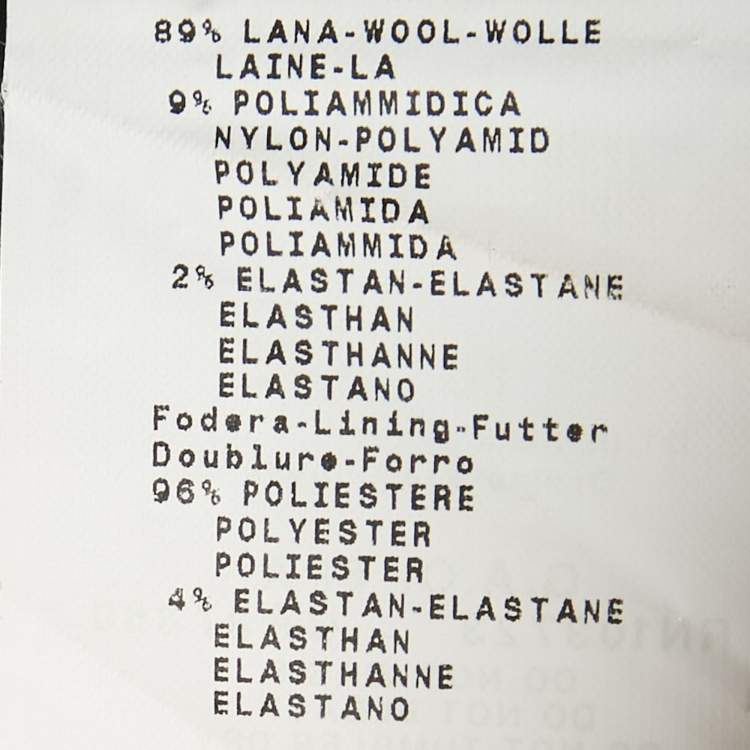 89% LANA-WOOL-WOLLE
LAINE-LA
9% POLIAMMIDICA
NYLON-POLYAMID
POLYAMIDE
POLIAMIDA
POLIAMMIDA
2% ELASTAN-ELASTANE
ELASTHAN
ELASTHANNE
ELASTANO
Fodera-Lining-Futter
Doublure-Forro
96% POLIESTERE
POLYESTER
POLIESTER
4% ELASTAN-ELASTANE
ELASTHAN
ELASTHANNE
ELASTANO